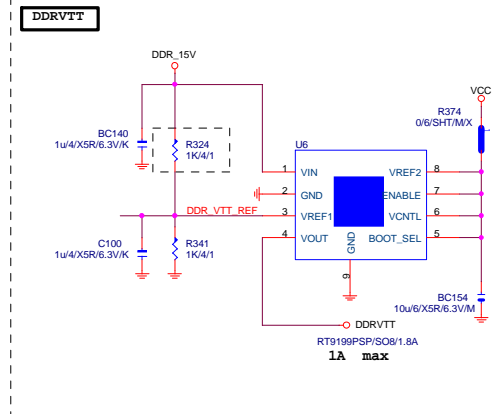 DDRVTT
DDR_15V
VCC
R374
0/6/SHT/M/X
BC140
1u/4/X5R/6.3V/K
R324
1K/4/1
U6
1 VIN VREF2 8
2 GND ENABLE 7
DDR_VTT_REF 3 VREF1 VCNTL 6
4 VOUT BOOT_SEL 5
GND
9
C100
1u/4/X5R/6.3V/K
R341
1K/4/1
BC154
10u/6/X5R/6.3V/M
DDRVTT
RT9199PSP/SO8/1.8A
1A max